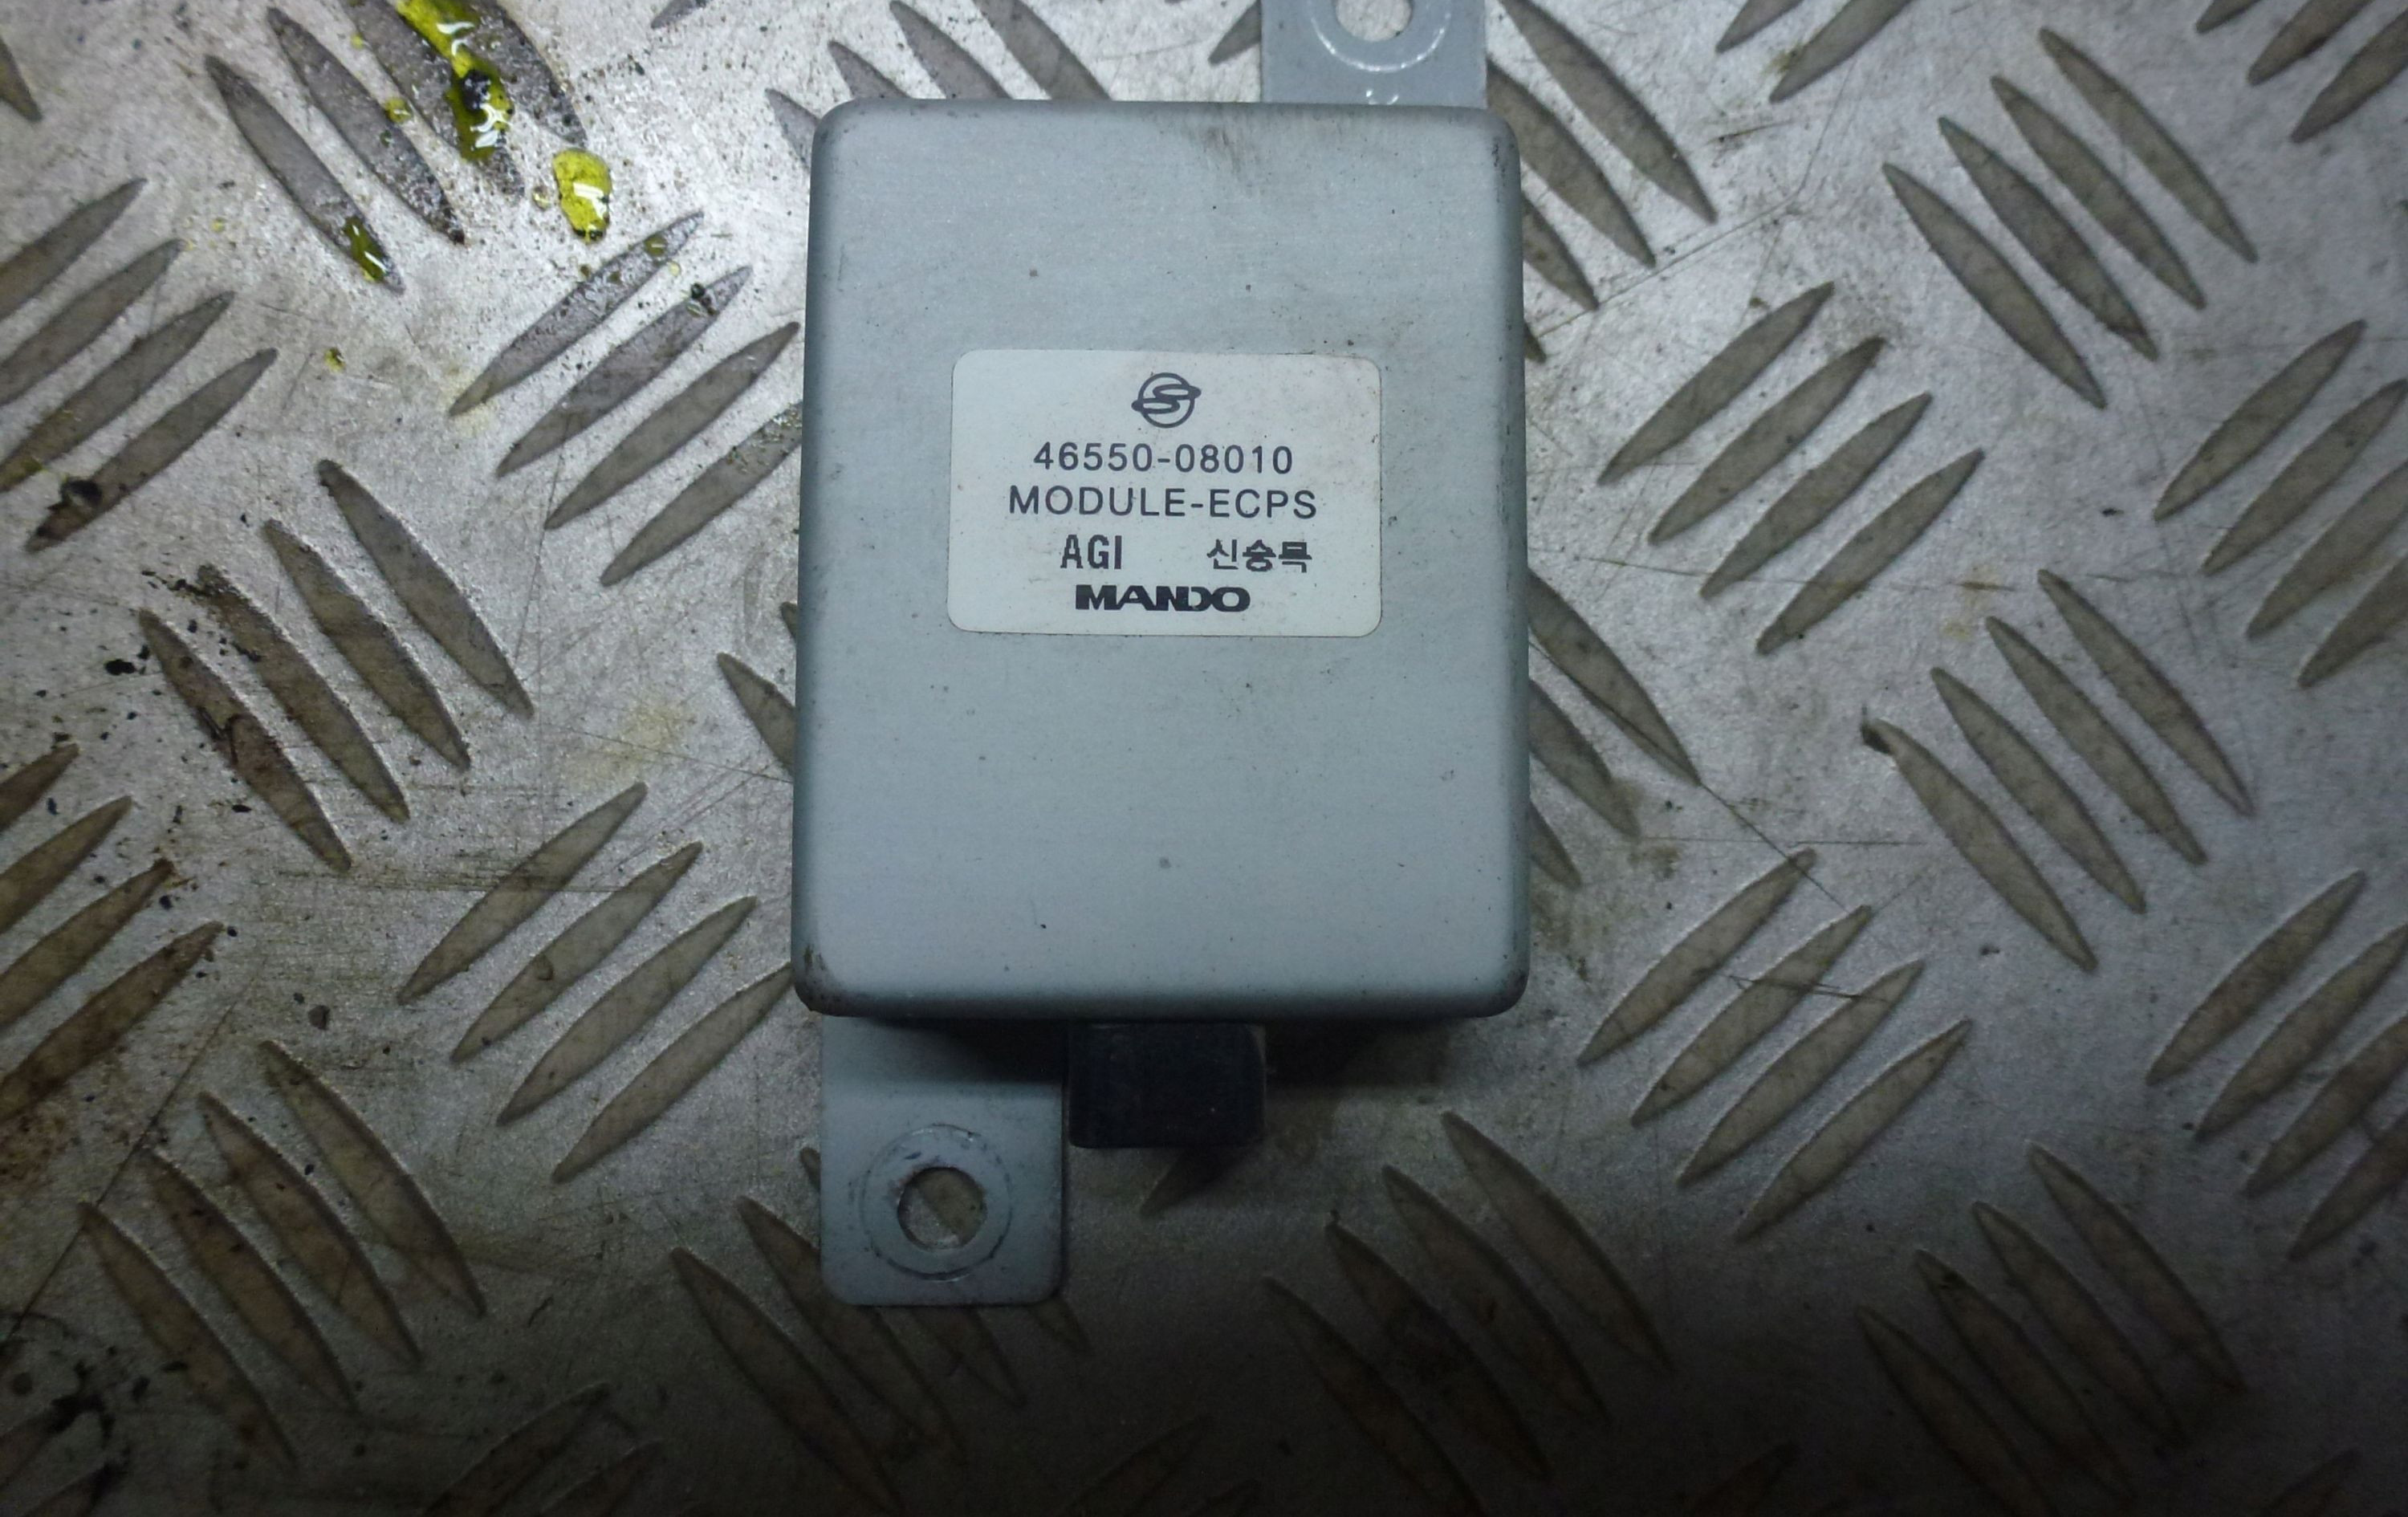 46550-08010
MODULE-ECPS
AGI 신승목
MANDO